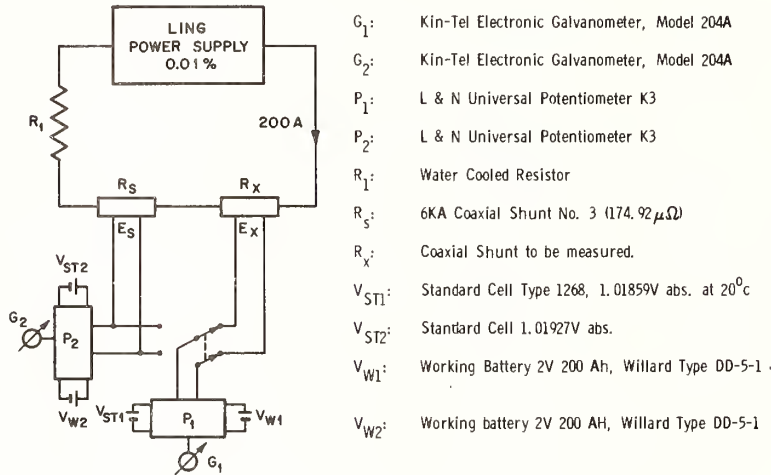 LING
POWER SUPPLY
0.01%
R1
200A
RS
RX
ES
EX
VST2
G2
P2
VW2
VST1
P1
VW1
G1
G1: Kin-Tel Electronic Galvanometer, Model 204A
G2: Kin-Tel Electronic Galvanometer, Model 204A
P1: L & N Universal Potentiometer K3
P2: L & N Universal Potentiometer K3
R1: Water Cooled Resistor
Rs: 6KA Coaxial Shunt No. 3 (174.92μΩ)
Rx: Coaxial Shunt to be measured.
VST1: Standard Cell Type 1268, 1.01859V abs. at 20°c
VST2: Standard Cell 1.01927V abs.
VW1: Working Battery 2V 200 Ah, Willard Type DD-5-1
VW2: Working battery 2V 200 AH, Willard Type DD-5-1